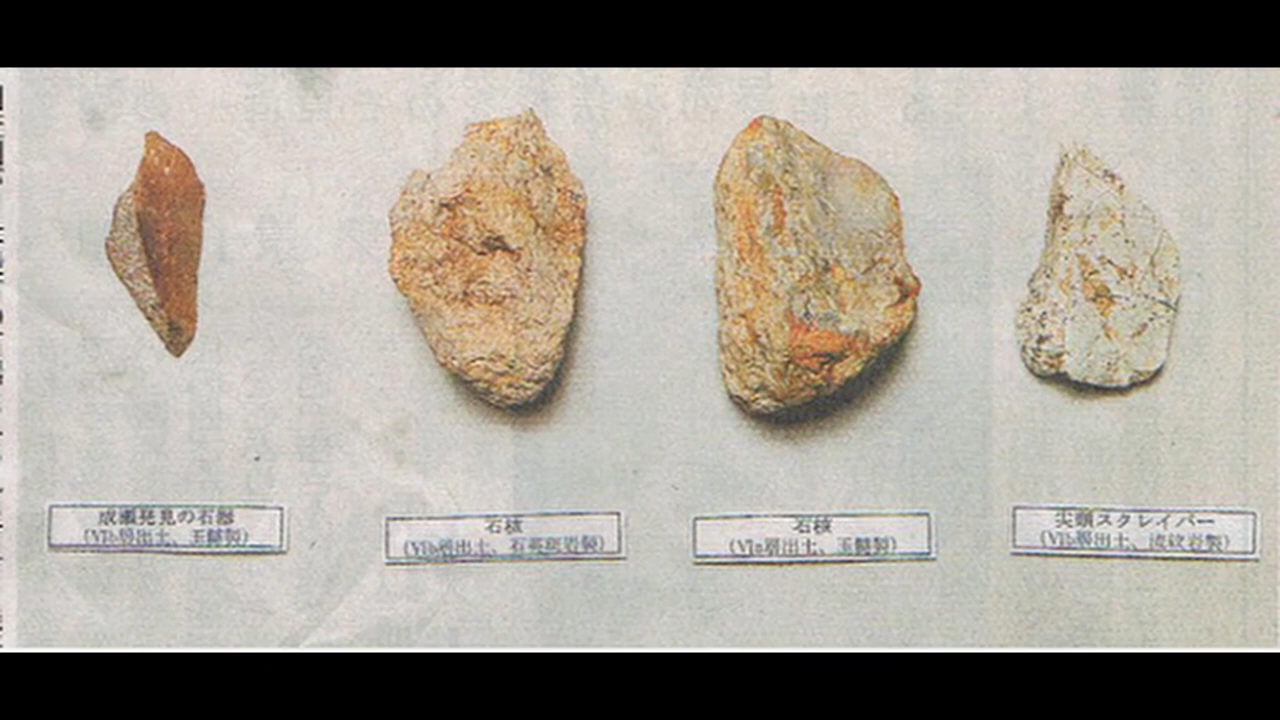 成瀬発見の石器
(VIb層出土、玉髄製)
石核
(VIb層出土、石英斑岩製)
石核
(VIa層出土、玉髄製)
尖頭スクレイパー
(VIb層出土、流紋岩製)